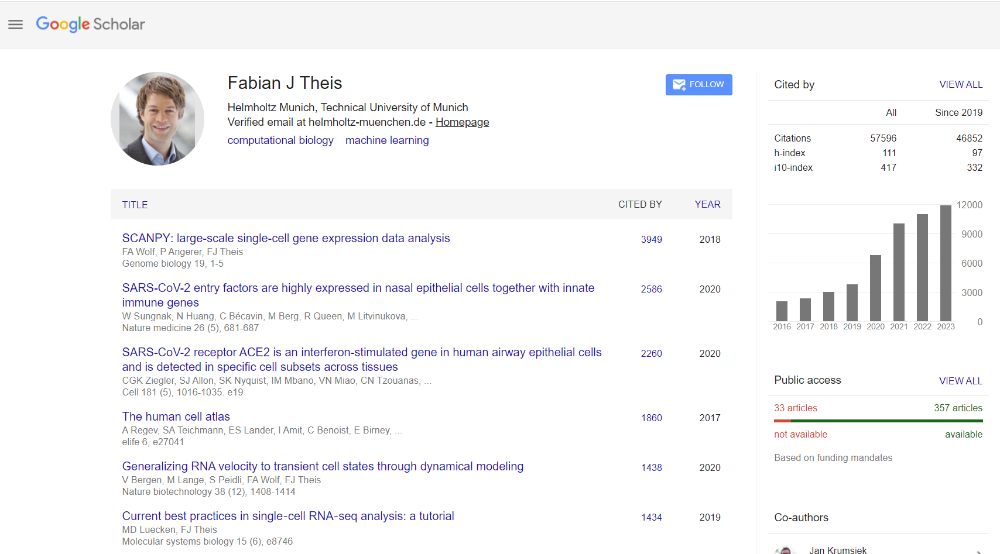 Google Scholar
Fabian J Theis
FOLLOW
Helmholtz Munich, Technical University of Munich
Verified email at helmholtz-muenchen.de - Homepage
computational biology machine learning
TITLE CITED BY YEAR
SCANPY: large-scale single-cell gene expression data analysis 3949 2018
FA Wolf, P Angerer, FJ Theis
Genome biology 19, 1-5
SARS-CoV-2 entry factors are highly expressed in nasal epithelial cells together with innate 2586 2020
immune genes
W Sungnak, N Huang, C Bécavin, M Berg, R Queen, M Litvinukova, ...
Nature medicine 26 (5), 681-687
SARS-CoV-2 receptor ACE2 is an interferon-stimulated gene in human airway epithelial cells 2260 2020
and is detected in specific cell subsets across tissues
CGK Ziegler, SJ Allon, SK Nyquist, IM Mbano, VN Miao, CN Tzouanas, ...
Cell 181 (5), 1016-1035. e19
The human cell atlas 1860 2017
A Regev, SA Teichmann, ES Lander, I Amit, C Benoist, E Birney, ...
elife 6, e27041
Generalizing RNA velocity to transient cell states through dynamical modeling 1438 2020
V Bergen, M Lange, S Peidli, FA Wolf, FJ Theis
Nature biotechnology 38 (12), 1408-1414
Current best practices in single-cell RNA-seq analysis: a tutorial 1434 2019
MD Luecken, FJ Theis
Molecular systems biology 15 (6), e8746
Cited by VIEW ALL
All Since 2019
Citations 57596 46852
h-index 111 97
i10-index 417 332
12000
9000
6000
3000
0
2016 2017 2018 2019 2020 2021 2022 2023
Public access VIEW ALL
33 articles 357 articles
not available available
Based on funding mandates
Co-authors
Jan Krumsiek